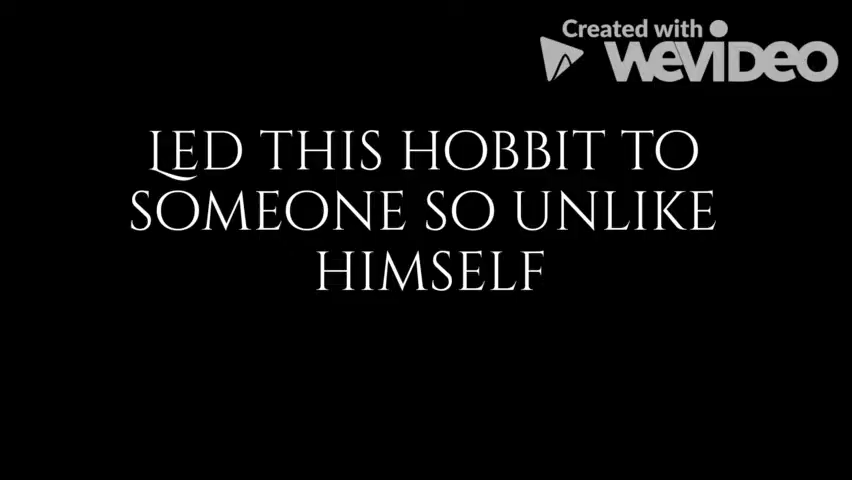 Created with
WEVIDEO
LED THIS HOBBIT TO
SOMEONE SO UNLIKE
HIMSELF